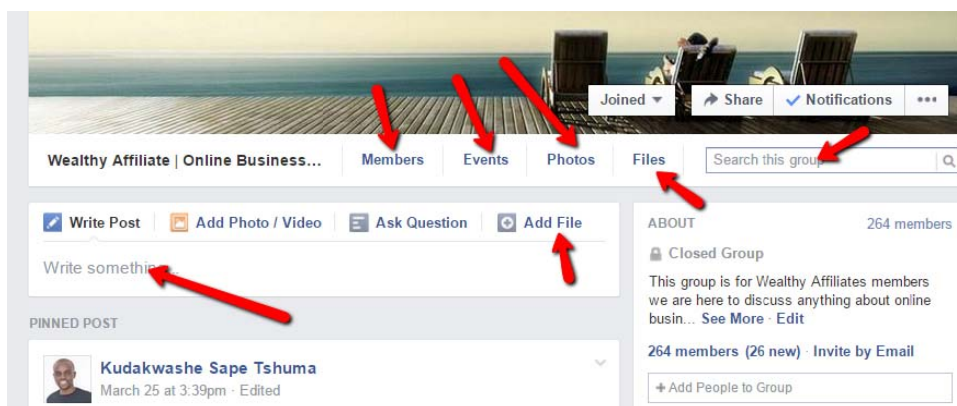 Joined Share Notifications
Wealthy Affiliate | Online Business... Members Events Photos Files Search this group
Write Post Add Photo / Video Ask Question Add File
Write something...
PINNED POST
Kudakwashe Sape Tshuma
March 25 at 3:39pm · Edited
ABOUT 264 members
Closed Group
This group is for Wealthy Affiliates members
we are here to discuss anything about online
busin... See More · Edit
264 members (26 new) · Invite by Email
+ Add People to Group